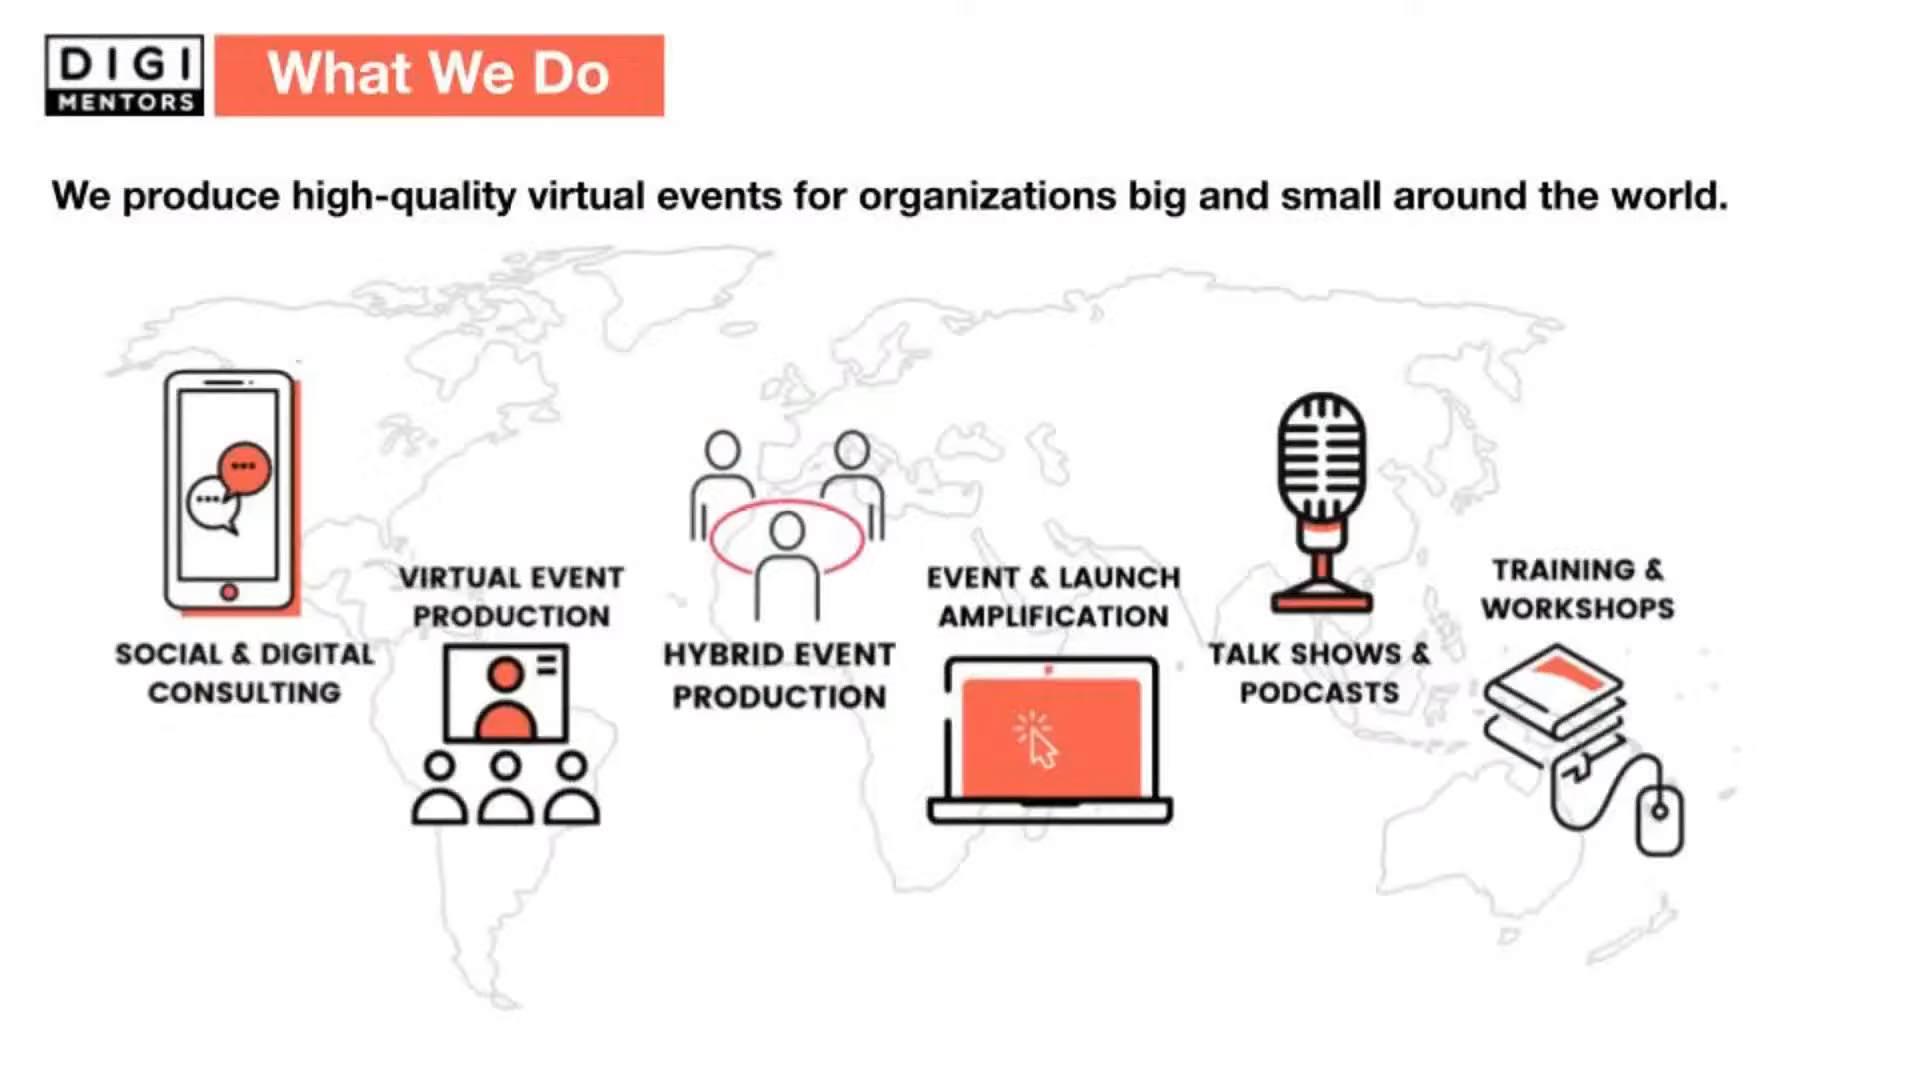 DIGI
MENTORS
What We Do
We produce high-quality virtual events for organizations big and small around the world.
SOCIAL & DIGITAL
CONSULTING
VIRTUAL EVENT
PRODUCTION
HYBRID EVENT
PRODUCTION
EVENT & LAUNCH
AMPLIFICATION
TALK SHOWS &
PODCASTS
TRAINING &
WORKSHOPS